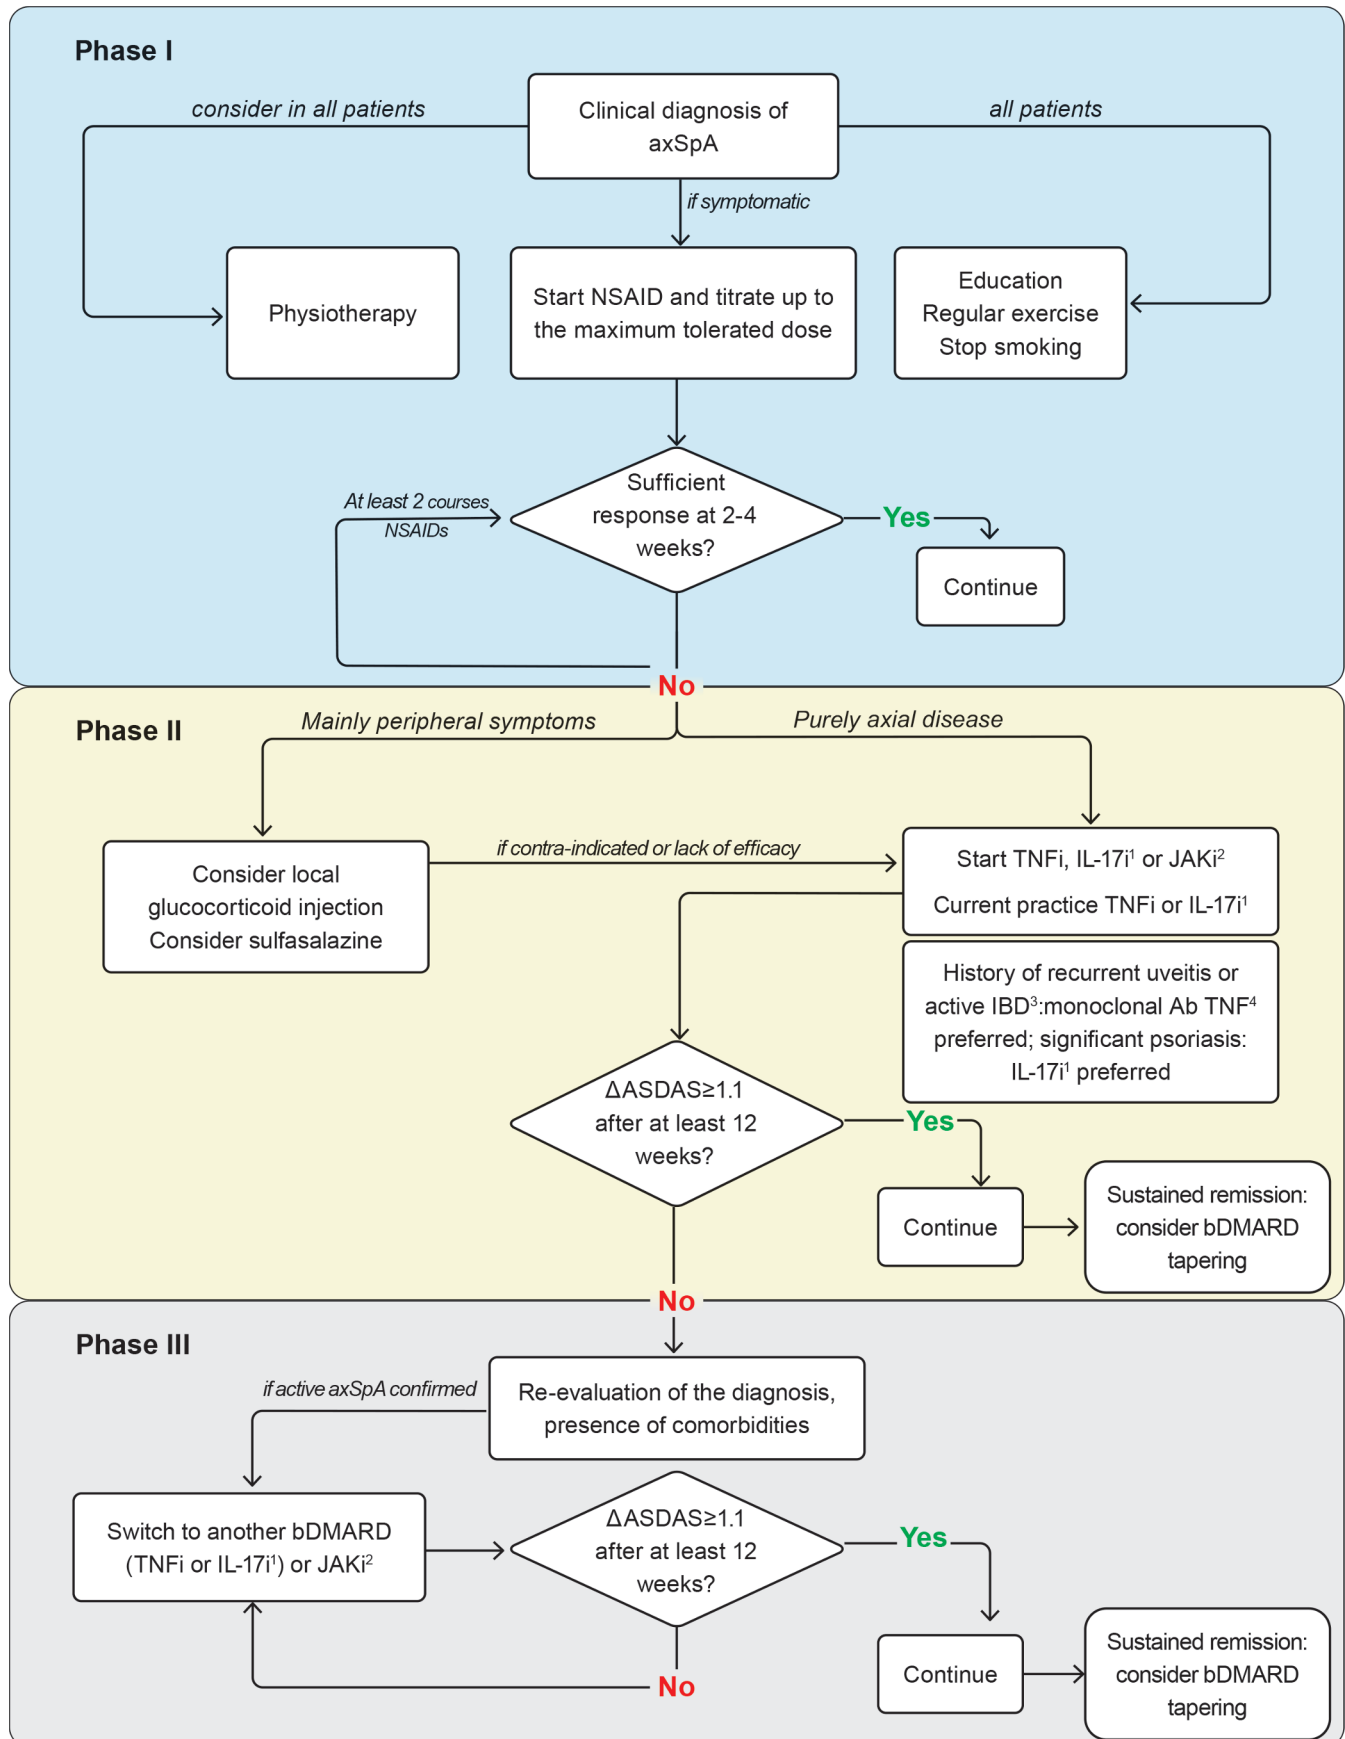 Phase I
consider in all patients
Clinical diagnosis of
axSpA
all patients
if symptomatic
Physiotherapy
Start NSAID and titrate up to
the maximum tolerated dose
Education
Regular exercise
Stop smoking
At least 2 courses
NSAIDs
Sufficient
response at 2-4
weeks?
Yes
Continue
No
Phase II
Mainly peripheral symptoms
Purely axial disease
Consider local
glucocorticoid injection
Consider sulfasalazine
if contra-indicated or lack of efficacy
Start TNFi, IL-17i¹ or JAKi²
Current practice TNFi or IL-17i¹
History of recurrent uveitis or
active IBD³:monoclonal Ab TNF⁴
preferred; significant psoriasis:
IL-17i¹ preferred
ΔASDAS≥1.1
after at least 12
weeks?
Yes
Continue
Sustained remission:
consider bDMARD
tapering
No
Phase III
if active axSpA confirmed
Re-evaluation of the diagnosis,
presence of comorbidities
Switch to another bDMARD
(TNFi or IL-17i¹) or JAKi²
ΔASDAS≥1.1
after at least 12
weeks?
Yes
Continue
Sustained remission:
consider bDMARD
tapering
No